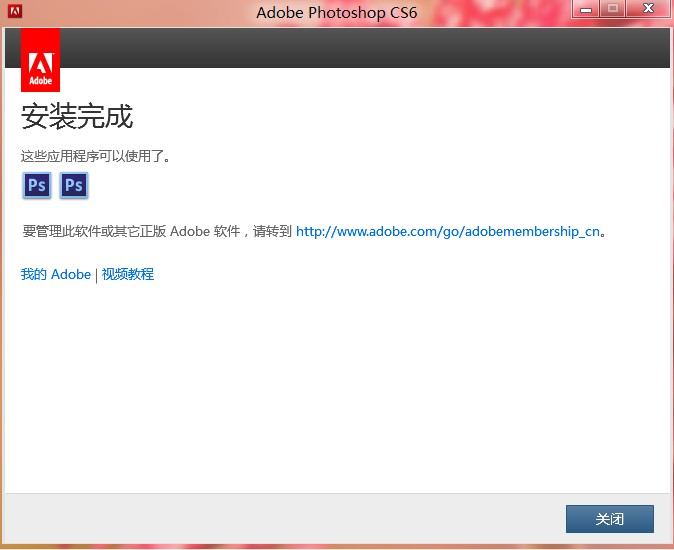 Adobe Photoshop CS6
Adobe
安装完成
这些应用程序可以使用了。
Ps Ps
要管理此软件或其它正版 Adobe 软件，请转到 http://www.adobe.com/go/adobemembership_cn。
我的 Adobe | 视频教程
关闭